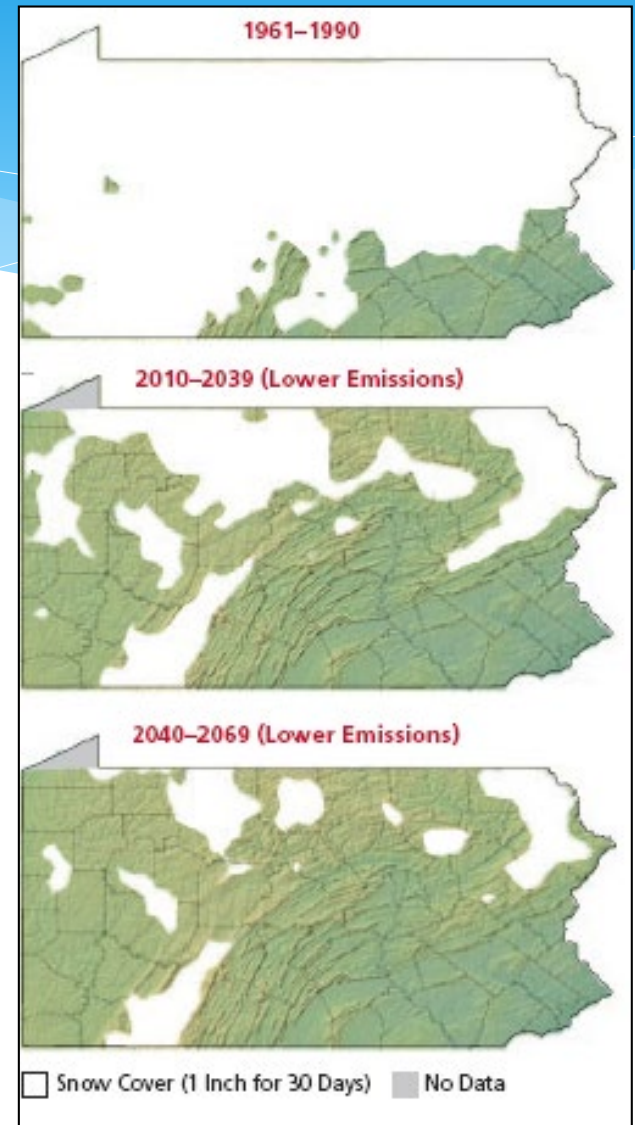 1961–1990
2010–2039 (Lower Emissions)
2040–2069 (Lower Emissions)
Snow Cover (1 Inch for 30 Days) No Data